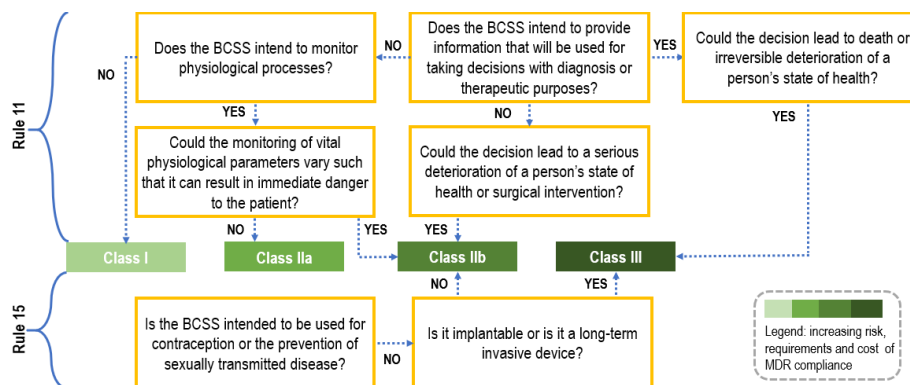 Does the BCSS intend to monitor
physiological processes?
NO
Does the BCSS intend to provide
information that will be used for
taking decisions with diagnosis or
therapeutic purposes?
YES
Could the decision lead to death or
irreversible deterioration of a
person's state of health?
NO
YES
NO
YES
Rule 11
Could the monitoring of vital
physiological parameters vary such
that it can result in immediate danger
to the patient?
Could the decision lead to a serious
deterioration of a person's state of
health or surgical intervention?
NO
YES
YES
Class I
Class IIa
Class IIb
Class III
NO
YES
Rule 15
Is the BCSS intended to be used for
contraception or the prevention of
sexually transmitted disease?
NO
Is it implantable or is it a long-term
invasive device?
Legend: increasing risk,
requirements and cost of
MDR compliance